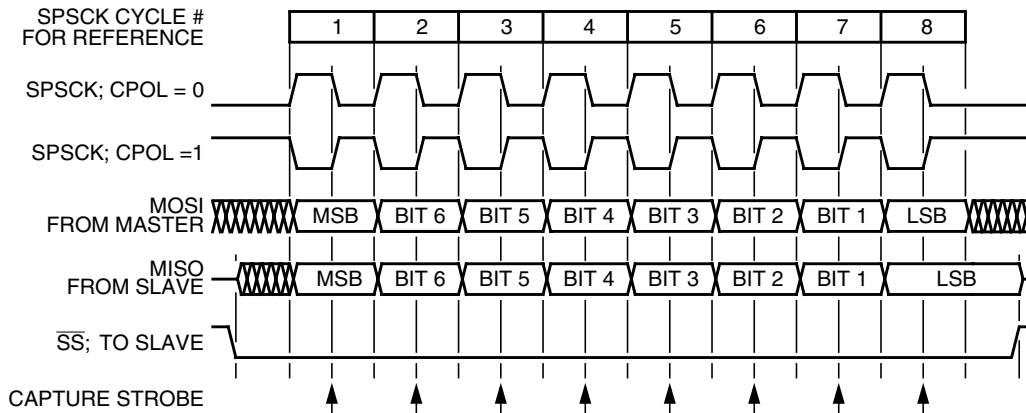 SPSCK CYCLE #
FOR REFERENCE
1 2 3 4 5 6 7 8
SPSCK; CPOL = 0
SPSCK; CPOL =1
MOSI
FROM MASTER
MSB BIT 6 BIT 5 BIT 4 BIT 3 BIT 2 BIT 1 LSB
MISO
FROM SLAVE
MSB BIT 6 BIT 5 BIT 4 BIT 3 BIT 2 BIT 1 LSB
S̅S̅; TO SLAVE
CAPTURE STROBE